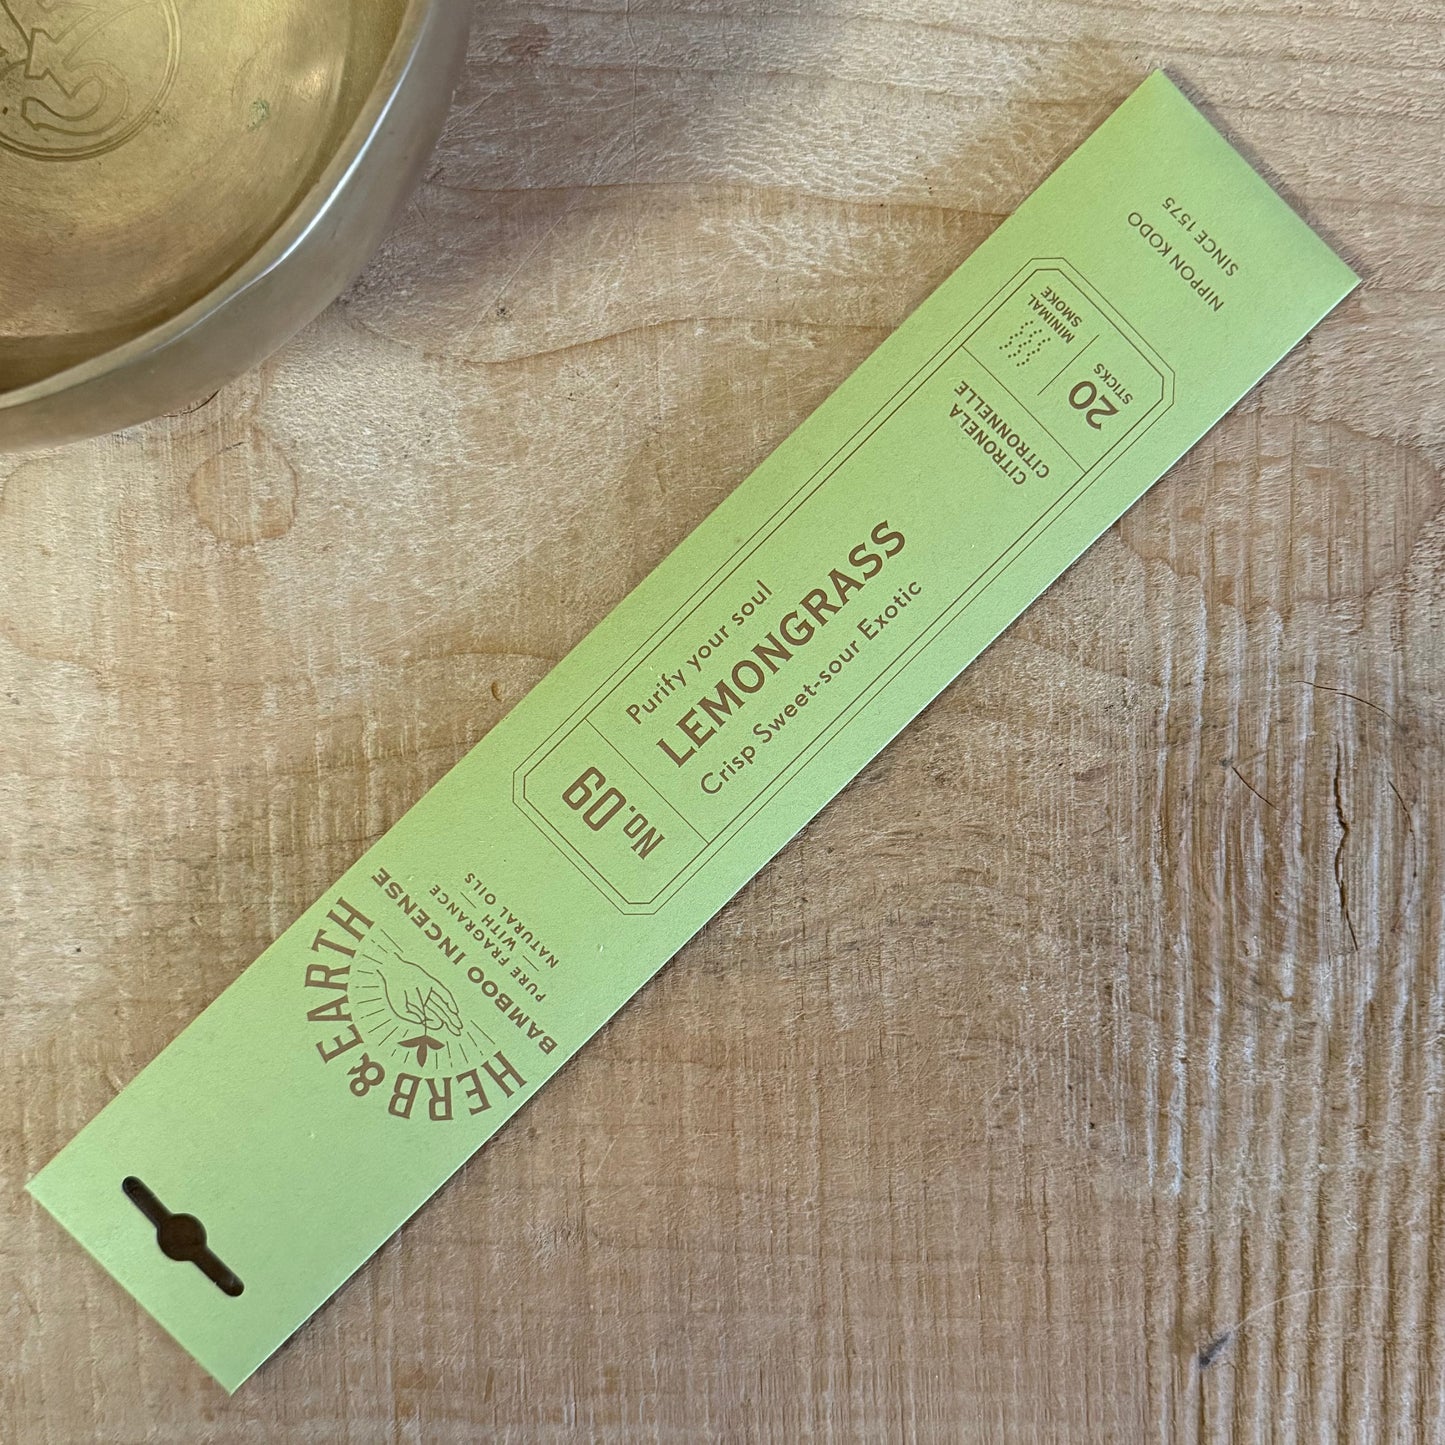 HERB & EARTH
BAMBOO INCENSE
PURE FRAGRANCE
WITH
NATURAL OILS
No.09
Purify your soul
LEMONGRASS
Crisp Sweet-sour Exotic
CITRONELA
CITRONNELLE
20
STICKS
MINIMAL
SMOKE
NIPPON KODO
SINCE 1575